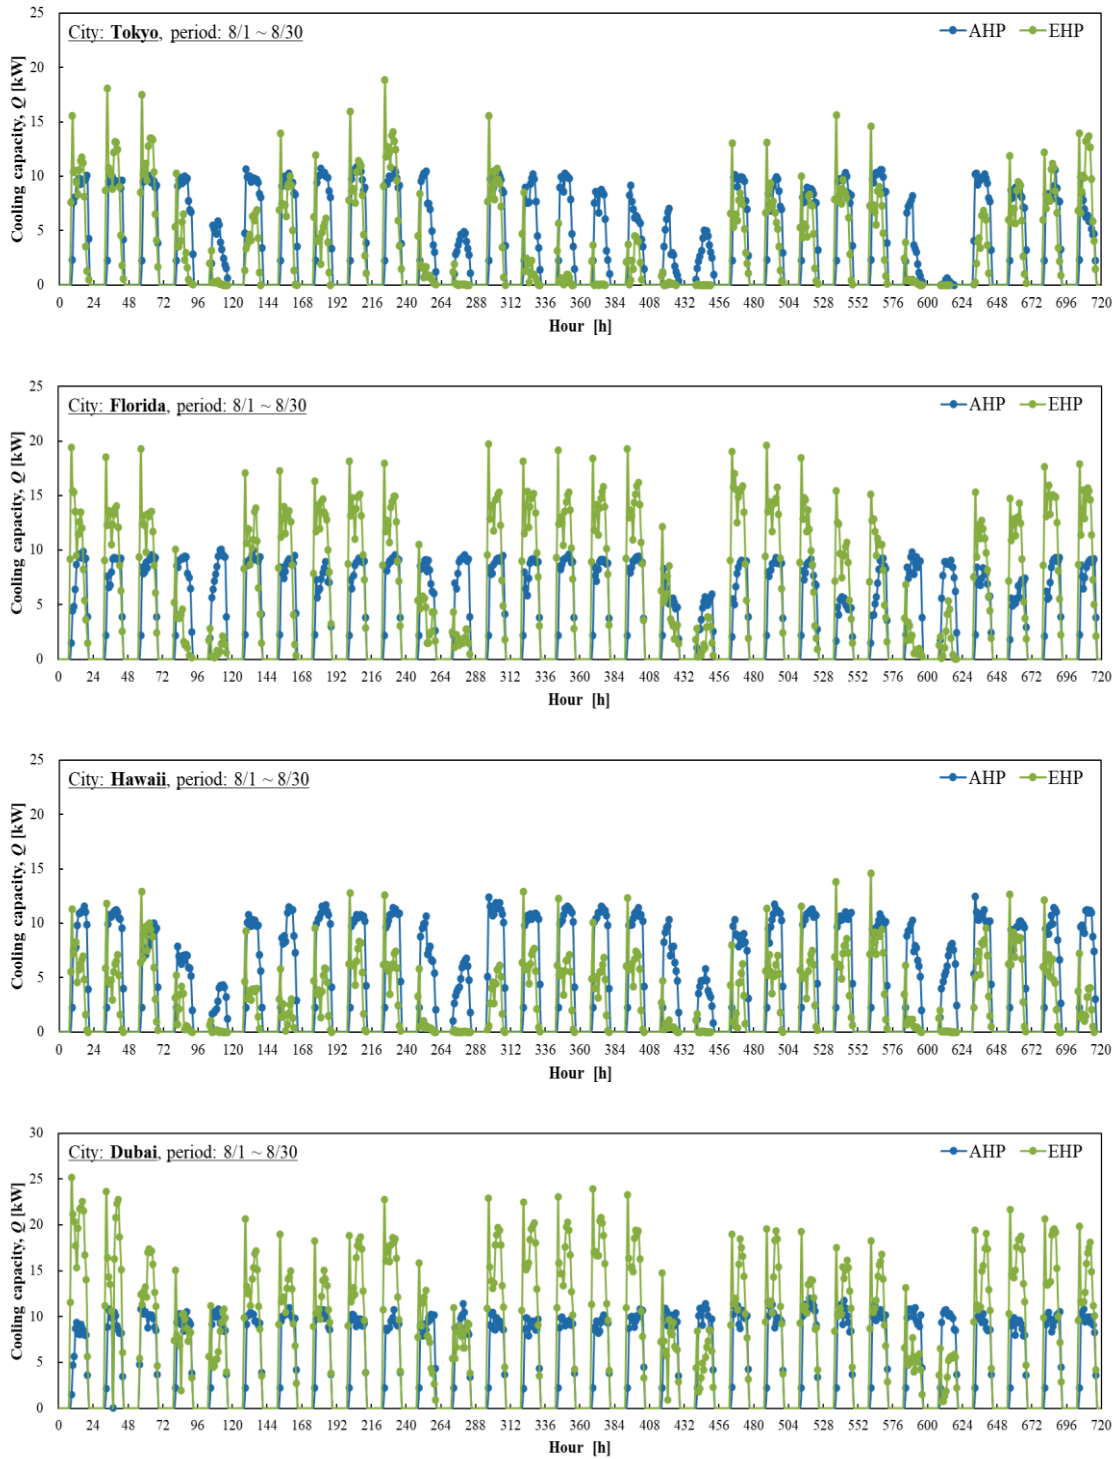 City: Tokyo, period: 8/1 ~ 8/30
AHP EHP
Cooling capacity, Q [kW]
25
20
15
10
5
0
0 24 48 72 96 120 144 168 192 216 240 264 288 312 336 360 384 408 432 456 480 504 528 552 576 600 624 648 672 696 720
Hour [h]
City: Florida, period: 8/1 ~ 8/30
AHP EHP
Cooling capacity, Q [kW]
25
20
15
10
5
0
0 24 48 72 96 120 144 168 192 216 240 264 288 312 336 360 384 408 432 456 480 504 528 552 576 600 624 648 672 696 720
Hour [h]
City: Hawaii, period: 8/1 ~ 8/30
AHP EHP
Cooling capacity, Q [kW]
25
20
15
10
5
0
0 24 48 72 96 120 144 168 192 216 240 264 288 312 336 360 384 408 432 456 480 504 528 552 576 600 624 648 672 696 720
Hour [h]
City: Dubai, period: 8/1 ~ 8/30
AHP EHP
Cooling capacity, Q [kW]
30
25
20
15
10
5
0
0 24 48 72 96 120 144 168 192 216 240 264 288 312 336 360 384 408 432 456 480 504 528 552 576 600 624 648 672 696 720
Hour [h]